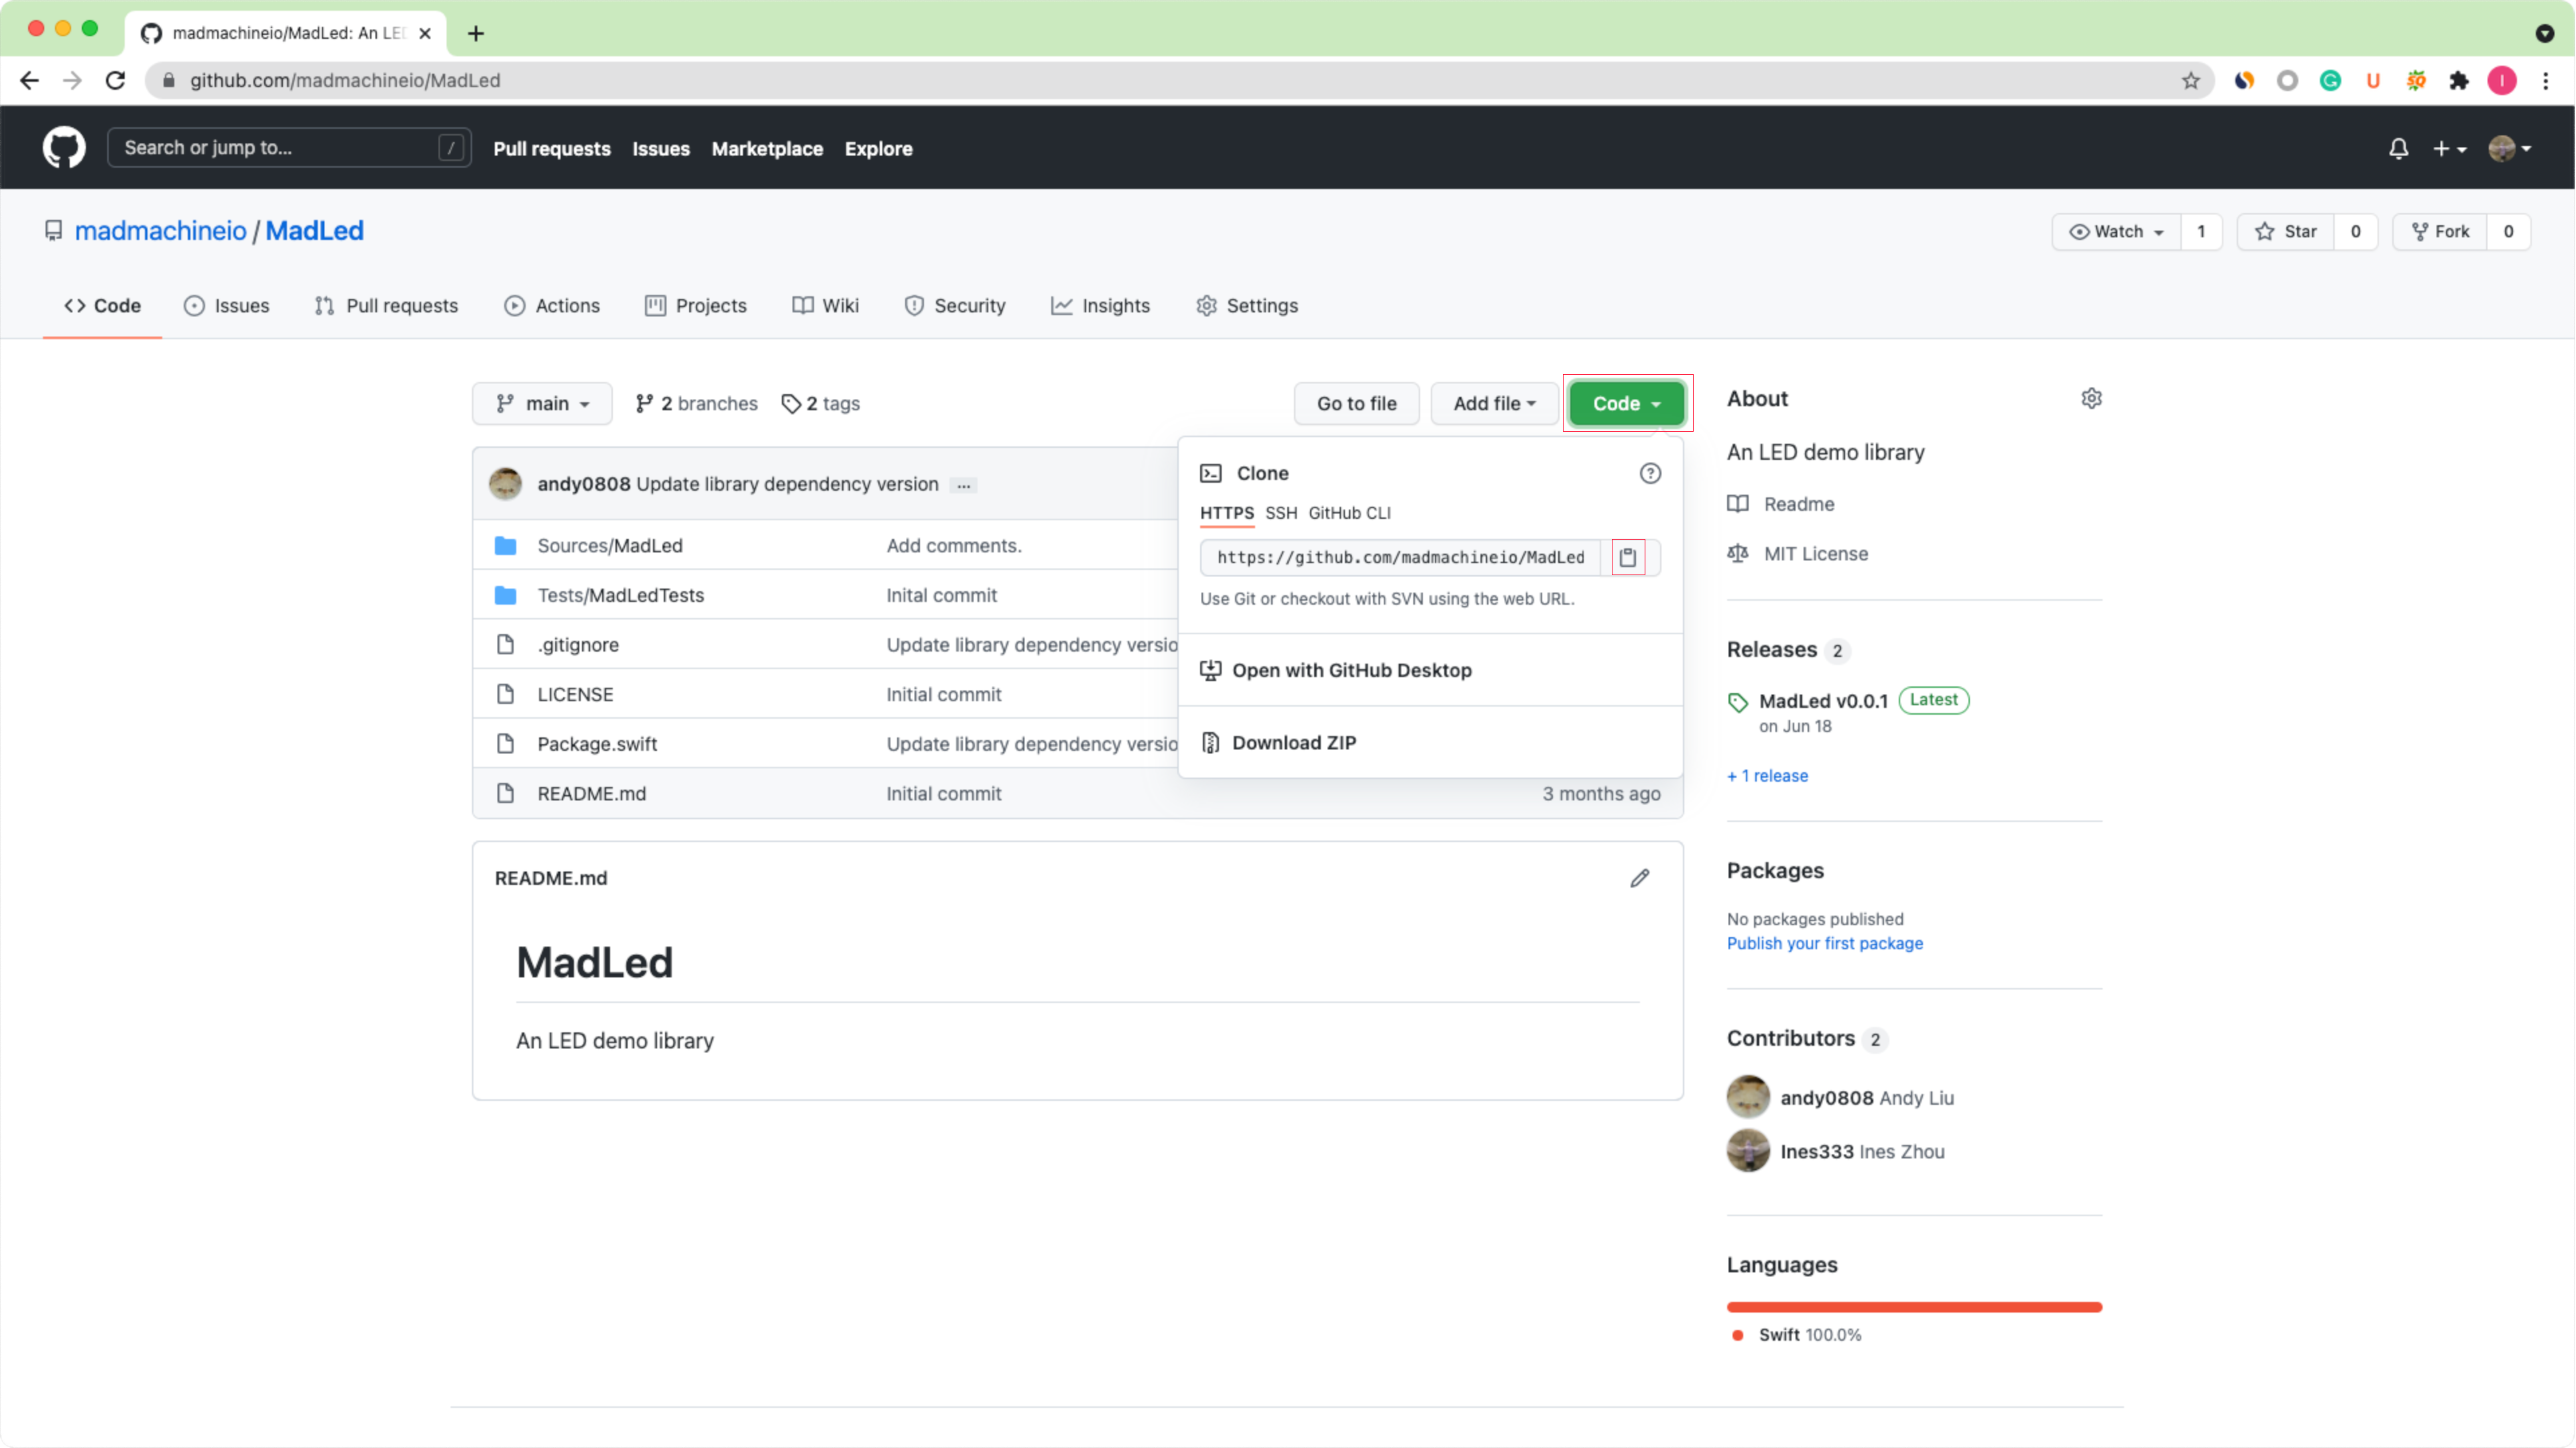 madmachineio/MadLed: An LED
github.com/madmachineio/MadLed
Search or jump to... /
Pull requests Issues Marketplace Explore
madmachineio / MadLed
Watch 1 Star 0 Fork 0
Code Issues Pull requests Actions Projects Wiki Security Insights Settings
main 2 branches 2 tags Go to file Add file Code
andy0808 Update library dependency version ...
Sources/MadLed Add comments.
Tests/MadLedTests Inital commit
.gitignore Update library dependency versio
LICENSE Initial commit
Package.swift Update library dependency versio
README.md Initial commit 3 months ago
Clone
HTTPS SSH GitHub CLI
https://github.com/madmachineio/MadLed
Use Git or checkout with SVN using the web URL.
Open with GitHub Desktop
Download ZIP
README.md
MadLed
An LED demo library
About
An LED demo library
Readme
MIT License
Releases 2
MadLed v0.0.1 Latest
on Jun 18
+ 1 release
Packages
No packages published
Publish your first package
Contributors 2
andy0808 Andy Liu
Ines333 Ines Zhou
Languages
Swift 100.0%